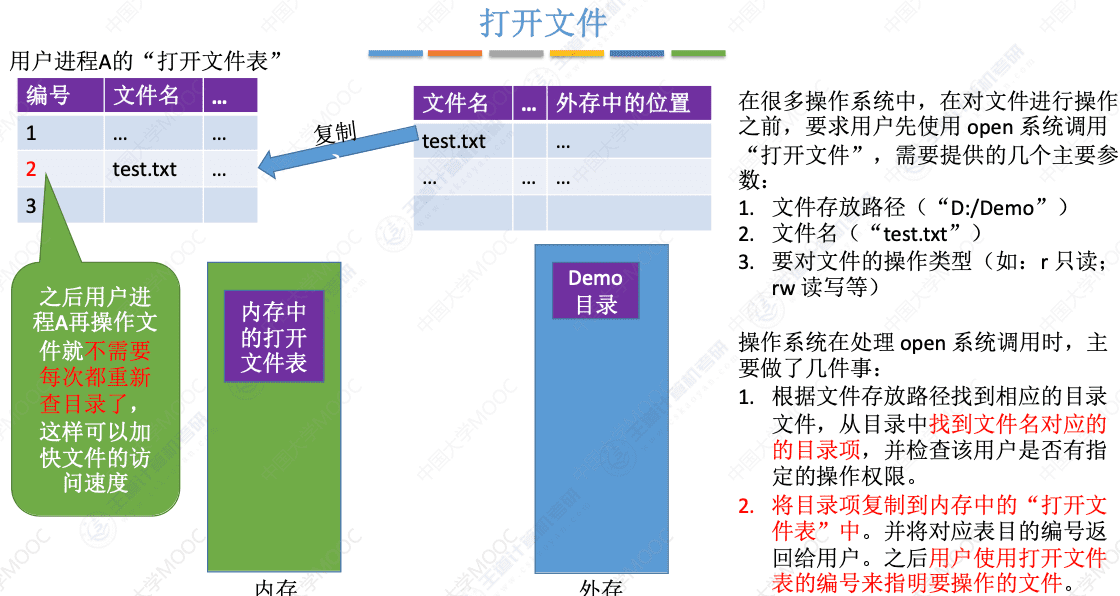 打开文件
用户进程A的“打开文件表”
编号 文件名 ...
1 ... ...
2 test.txt ...
3
复制
文件名 ... 外存中的位置
test.txt ...
... ... ...
之后用户进
程A再操作文
件就不需要
每次都重新
查目录了，
这样可以加
快文件的访
问速度
内存中
的打开
文件表
内存
Demo
目录
外存
在很多操作系统中，在对文件进行操作
之前，要求用户先使用 open 系统调用
“打开文件”，需要提供的几个主要参
数：
1. 文件存放路径（“D:/Demo”）
2. 文件名（“test.txt”）
3. 要对文件的操作类型（如：r 只读；
rw 读写等）
操作系统在处理 open 系统调用时，主
要做了几件事：
1. 根据文件存放路径找到相应的目录
文件，从目录中找到文件名对应的
的目录项，并检查该用户是否有指
定的操作权限。
2. 将目录项复制到内存中的“打开文
件表”中。并将对应表目的编号返
回给用户。之后用户使用打开文件
表的编号来指明要操作的文件。